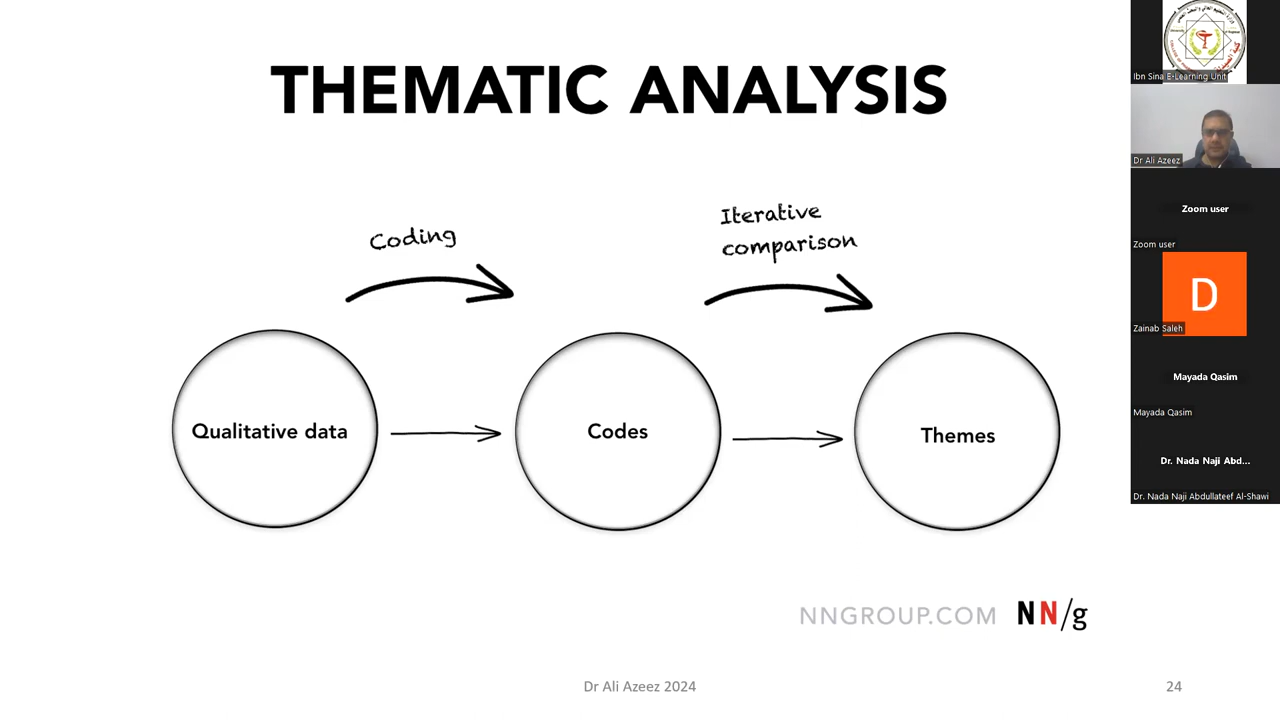 THEMATIC ANALYSIS
Coding
Iterative
comparison
Qualitative data
Codes
Themes
NNGROUP.COM NN/g
Dr Ali Azeez 2024
24
Ibn Sina E-Learning Unit
Dr Ali Azeez
Zoom user
Zoom user
D
Zainab Saleh
Mayada Qasim
Mayada Qasim
Dr. Nada Naji Abd...
Dr. Nada Naji Abdullateef Al-Shawi